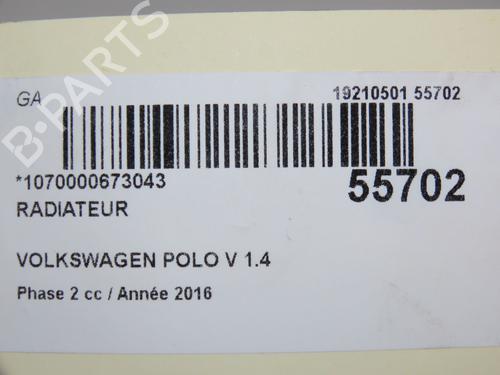 GA 19210501 55702
*1070000673043 55702
RADIATEUR
VOLKSWAGEN POLO V 1.4
Phase 2 cc / Année 2016
B-PARTS